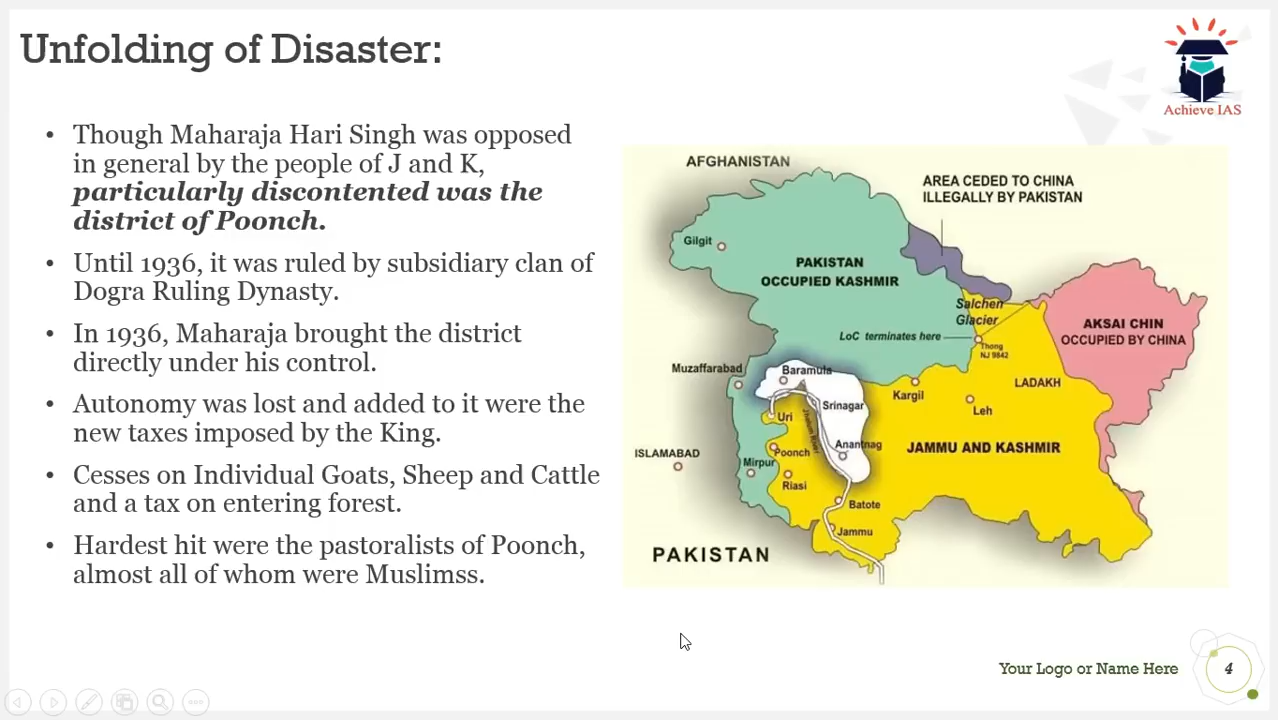 Unfolding of Disaster:
Achieve IAS
• Though Maharaja Hari Singh was opposed
in general by the people of J and K,
particularly discontented was the
district of Poonch.
• Until 1936, it was ruled by subsidiary clan of
Dogra Ruling Dynasty.
• In 1936, Maharaja brought the district
directly under his control.
• Autonomy was lost and added to it were the
new taxes imposed by the King.
• Cesses on Individual Goats, Sheep and Cattle
and a tax on entering forest.
• Hardest hit were the pastoralists of Poonch,
almost all of whom were Muslimss.
AFGHANISTAN
AREA CEDED TO CHINA
ILLEGALLY BY PAKISTAN
Gilgit
PAKISTAN
OCCUPIED KASHMIR
Salchen
Glacier
AKSAI CHIN
OCCUPIED BY CHINA
LoC terminates here
Thong
NJ 9842
Muzaffarabad
Baramula
LADAKH
Kargil
Srinagar
Leh
Uri
Jhelum River
Anantnag
JAMMU AND KASHMIR
ISLAMABAD
Poonch
Mirpur
Riasi
Batote
Jammu
PAKISTAN
Your Logo or Name Here
4